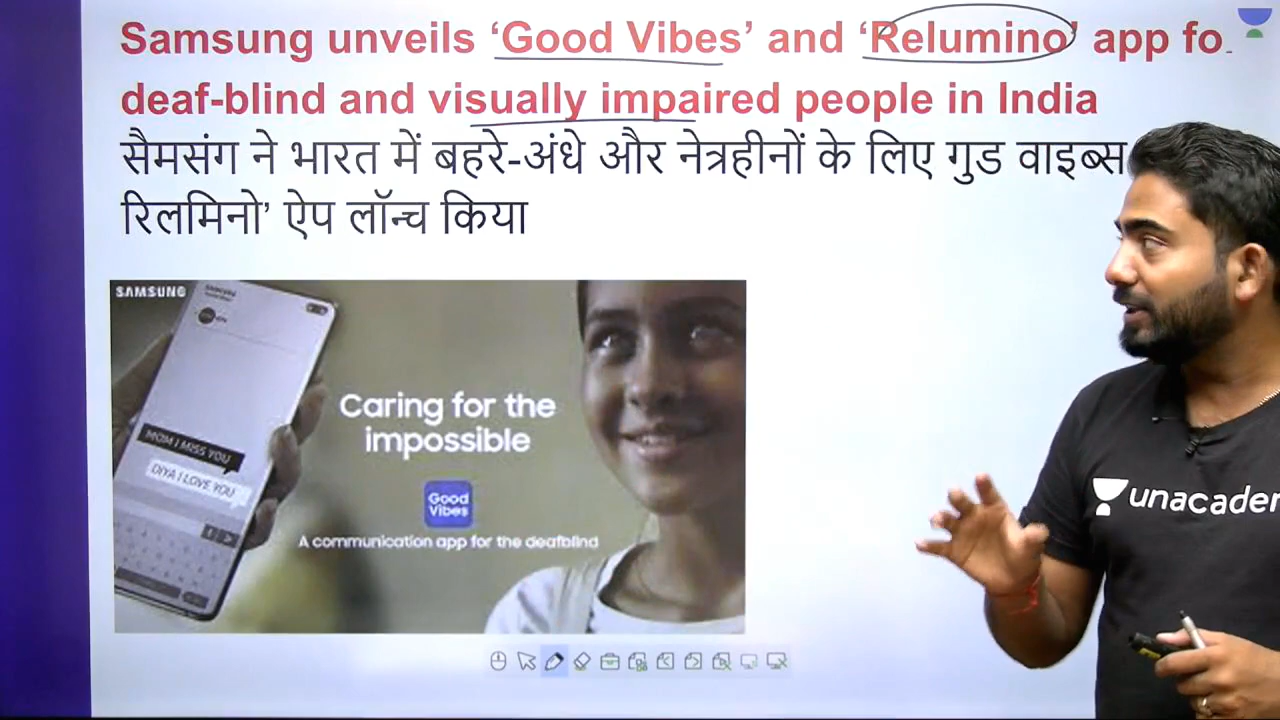 Samsung unveils ‘Good Vibes’ and ‘Relumino’ app fo
deaf-blind and visually impaired people in India
सैमसंग ने भारत में बहरे-अंधे और नेत्रहीनों के लिए गुड वाइब्स
रिलमिनो’ ऐप लॉन्च किया
SAMSUNG
MOM I MISS YOU
DIYA I LOVE YOU
Caring for the
impossible
Good
Vibes
A communication app for the deafblind
unacader